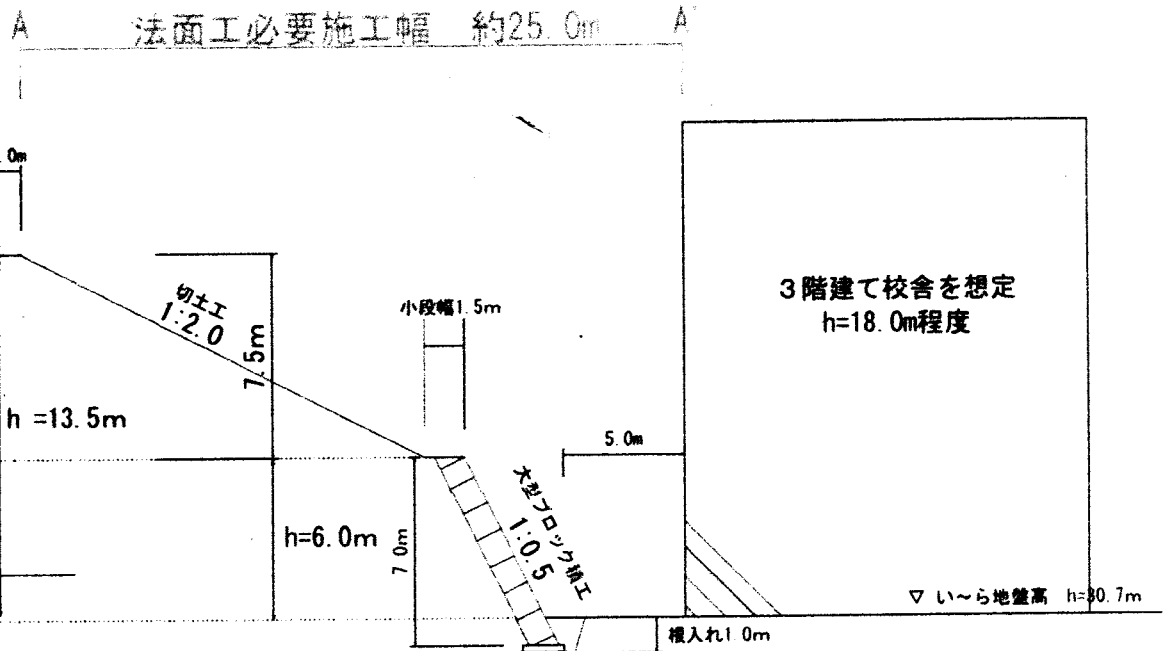 A 法面工必要施工幅 約25.0m A'
.0m
切土工
1:2.0
7.5m
小段幅1.5m
3階建て校舎を想定
h=18.0m程度
h =13.5m
5.0m
大型ブロック積工
1:0.5
h=6.0m
7.0m
▽ い~ら地盤高 h=30.7m
根入れ1.0m